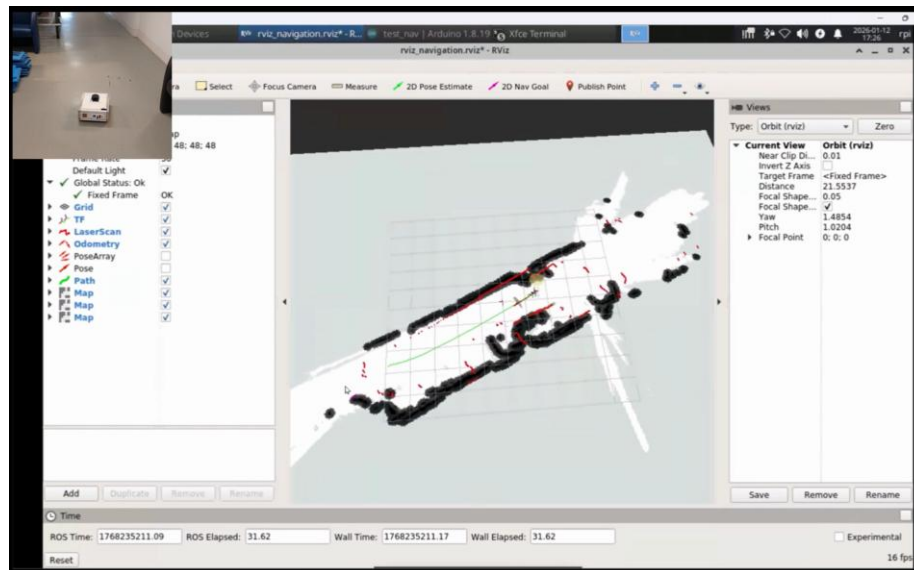 Devices
rviz_navigation.rviz* - R...
test_nav | Arduino 1.8.19
Xfce Terminal
2026-01-12
17:26
rpi
rviz_navigation.rviz* - RViz
Select
Focus Camera
Measure
2D Pose Estimate
2D Nav Goal
Publish Point
48; 48; 48
Frame Rate
Default Light
Global Status: Ok
Fixed Frame OK
Grid
TF
LaserScan
Odometry
PoseArray
Pose
Path
Map
Map
Map
Add Duplicate Remove Rename
Views
Type: Orbit (rviz) Zero
Current View Orbit (rviz)
Near Clip Di... 0.01
Invert Z Axis
Target Frame <Fixed Frame>
Distance 21.5537
Focal Shape... 0.05
Focal Shape...
Yaw 1.4854
Pitch 1.0204
Focal Point 0; 0; 0
Save Remove Rename
Time
ROS Time: 1768235211.09 ROS Elapsed: 31.62 Wall Time: 1768235211.17 Wall Elapsed: 31.62 Experimental
Reset 16 fps